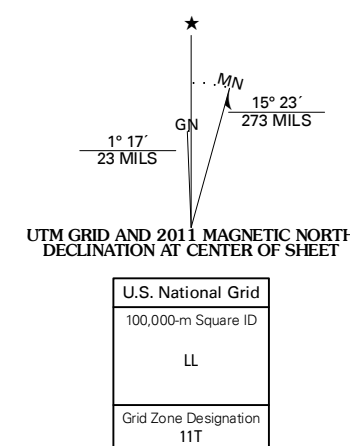 ★
MN
15° 23´
273 MILS
GN
1° 17´
23 MILS
UTM GRID AND 2011 MAGNETIC NORTH
DECLINATION AT CENTER OF SHEET
U.S. National Grid
100,000-m Square ID
LL
Grid Zone Designation
11T